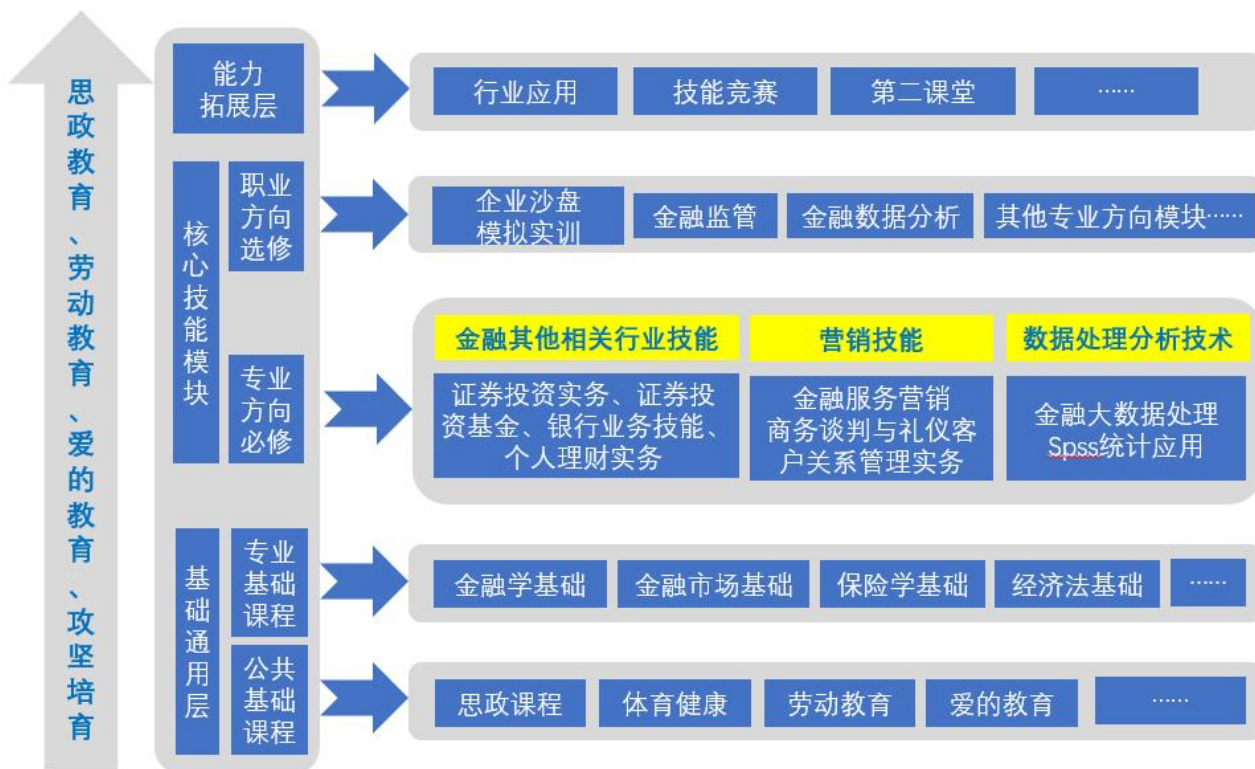 思政教育、劳动教育、爱的教育、攻坚培育
能力
拓展层
行业应用
技能竞赛
第二课堂
……
核心技能模块
职业
方向
选修
企业沙盘
模拟实训
金融监管
金融数据分析
其他专业方向模块……
专业
方向
必修
金融其他相关行业技能
营销技能
数据处理分析技术
证券投资实务、证券投
资基金、银行业务技能、
个人理财实务
金融服务营销
商务谈判与礼仪客
户关系管理实务
金融大数据处理
Spss统计应用
基础通用层
专业
基础
课程
金融学基础
金融市场基础
保险学基础
经济法基础
……
公共
基础
课程
思政课程
体育健康
劳动教育
爱的教育
……